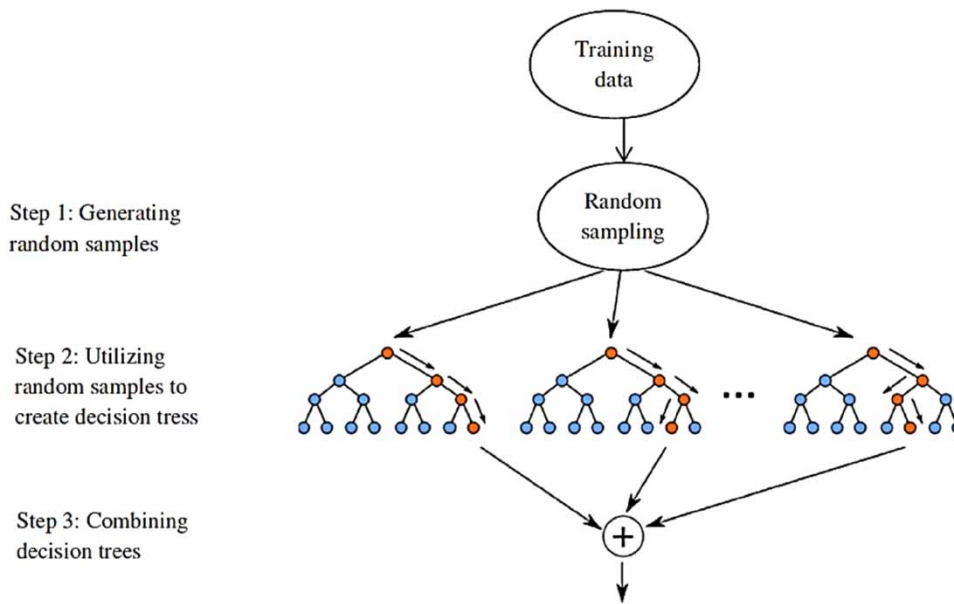 Training
data
Step 1: Generating
random samples
Random
sampling
Step 2: Utilizing
random samples to
create decision tress
Step 3: Combining
decision trees